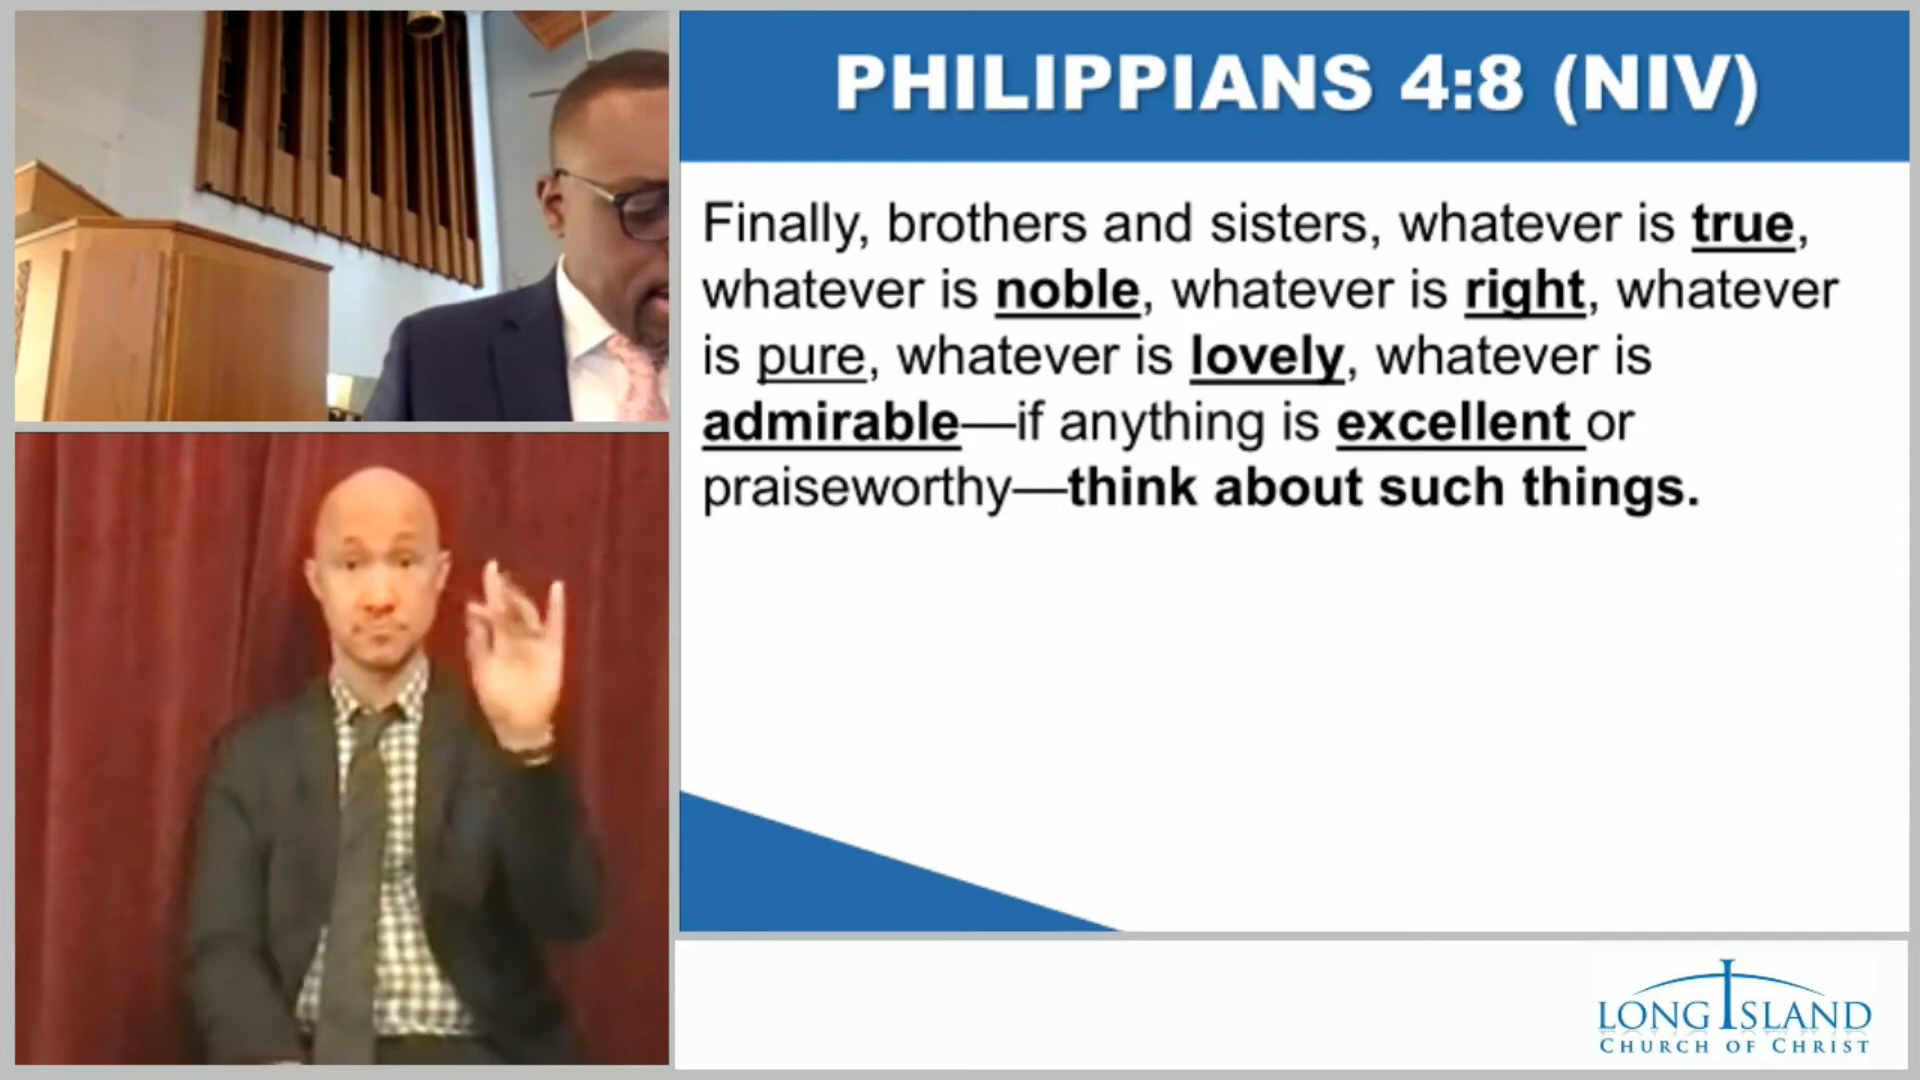 PHILIPPIANS 4:8 (NIV)
Finally, brothers and sisters, whatever is true,
whatever is noble, whatever is right, whatever
is pure, whatever is lovely, whatever is
admirable—if anything is excellent or
praiseworthy—think about such things.
LONG ISLAND
CHURCH OF CHRIST